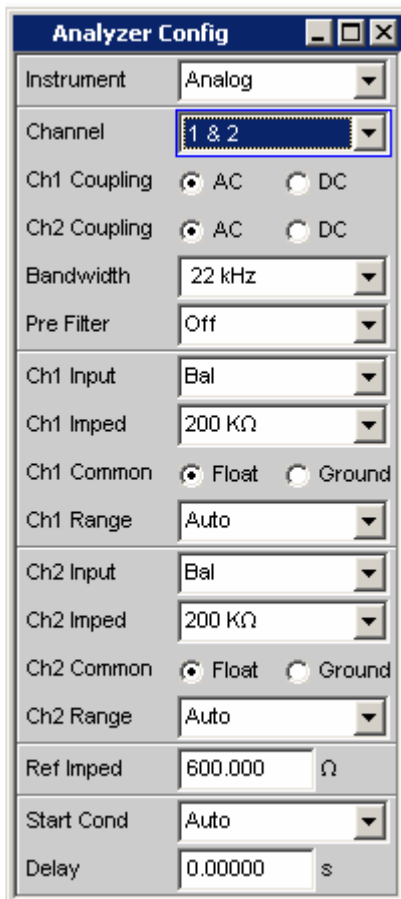 Analyzer Config
Instrument Analog
Channel 1 & 2
Ch1 Coupling AC DC
Ch2 Coupling AC DC
Bandwidth 22 kHz
Pre Filter Off
Ch1 Input Bal
Ch1 Imped 200 KΩ
Ch1 Common Float Ground
Ch1 Range Auto
Ch2 Input Bal
Ch2 Imped 200 KΩ
Ch2 Common Float Ground
Ch2 Range Auto
Ref Imped 600.000 Ω
Start Cond Auto
Delay 0.00000 s